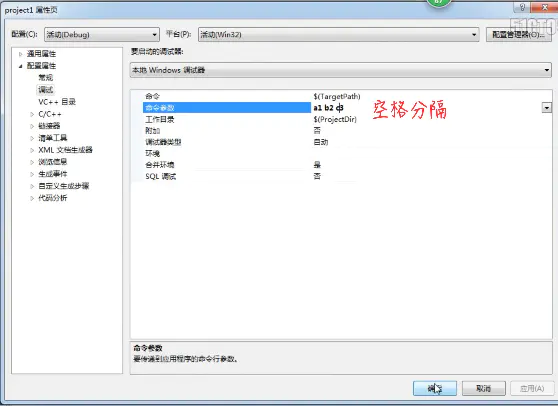 project1 属性页
87
51CTO
配置(C): 活动(Debug) 平台(P): 活动(Win32) 配置管理器(O)...
通用属性
配置属性
常规
调试
VC++ 目录
C/C++
链接器
清单工具
XML 文档生成器
浏览信息
生成事件
自定义生成步骤
代码分析
要启动的调试器:
本地 Windows 调试器
命令 $(TargetPath)
命令参数 a1 b2 c3 空格分隔
工作目录 $(ProjectDir)
附加 否
调试器类型 自动
环境
合并环境 是
SQL 调试 否
命令参数
要传递到应用程序的命令行参数。
取消 应用(A)